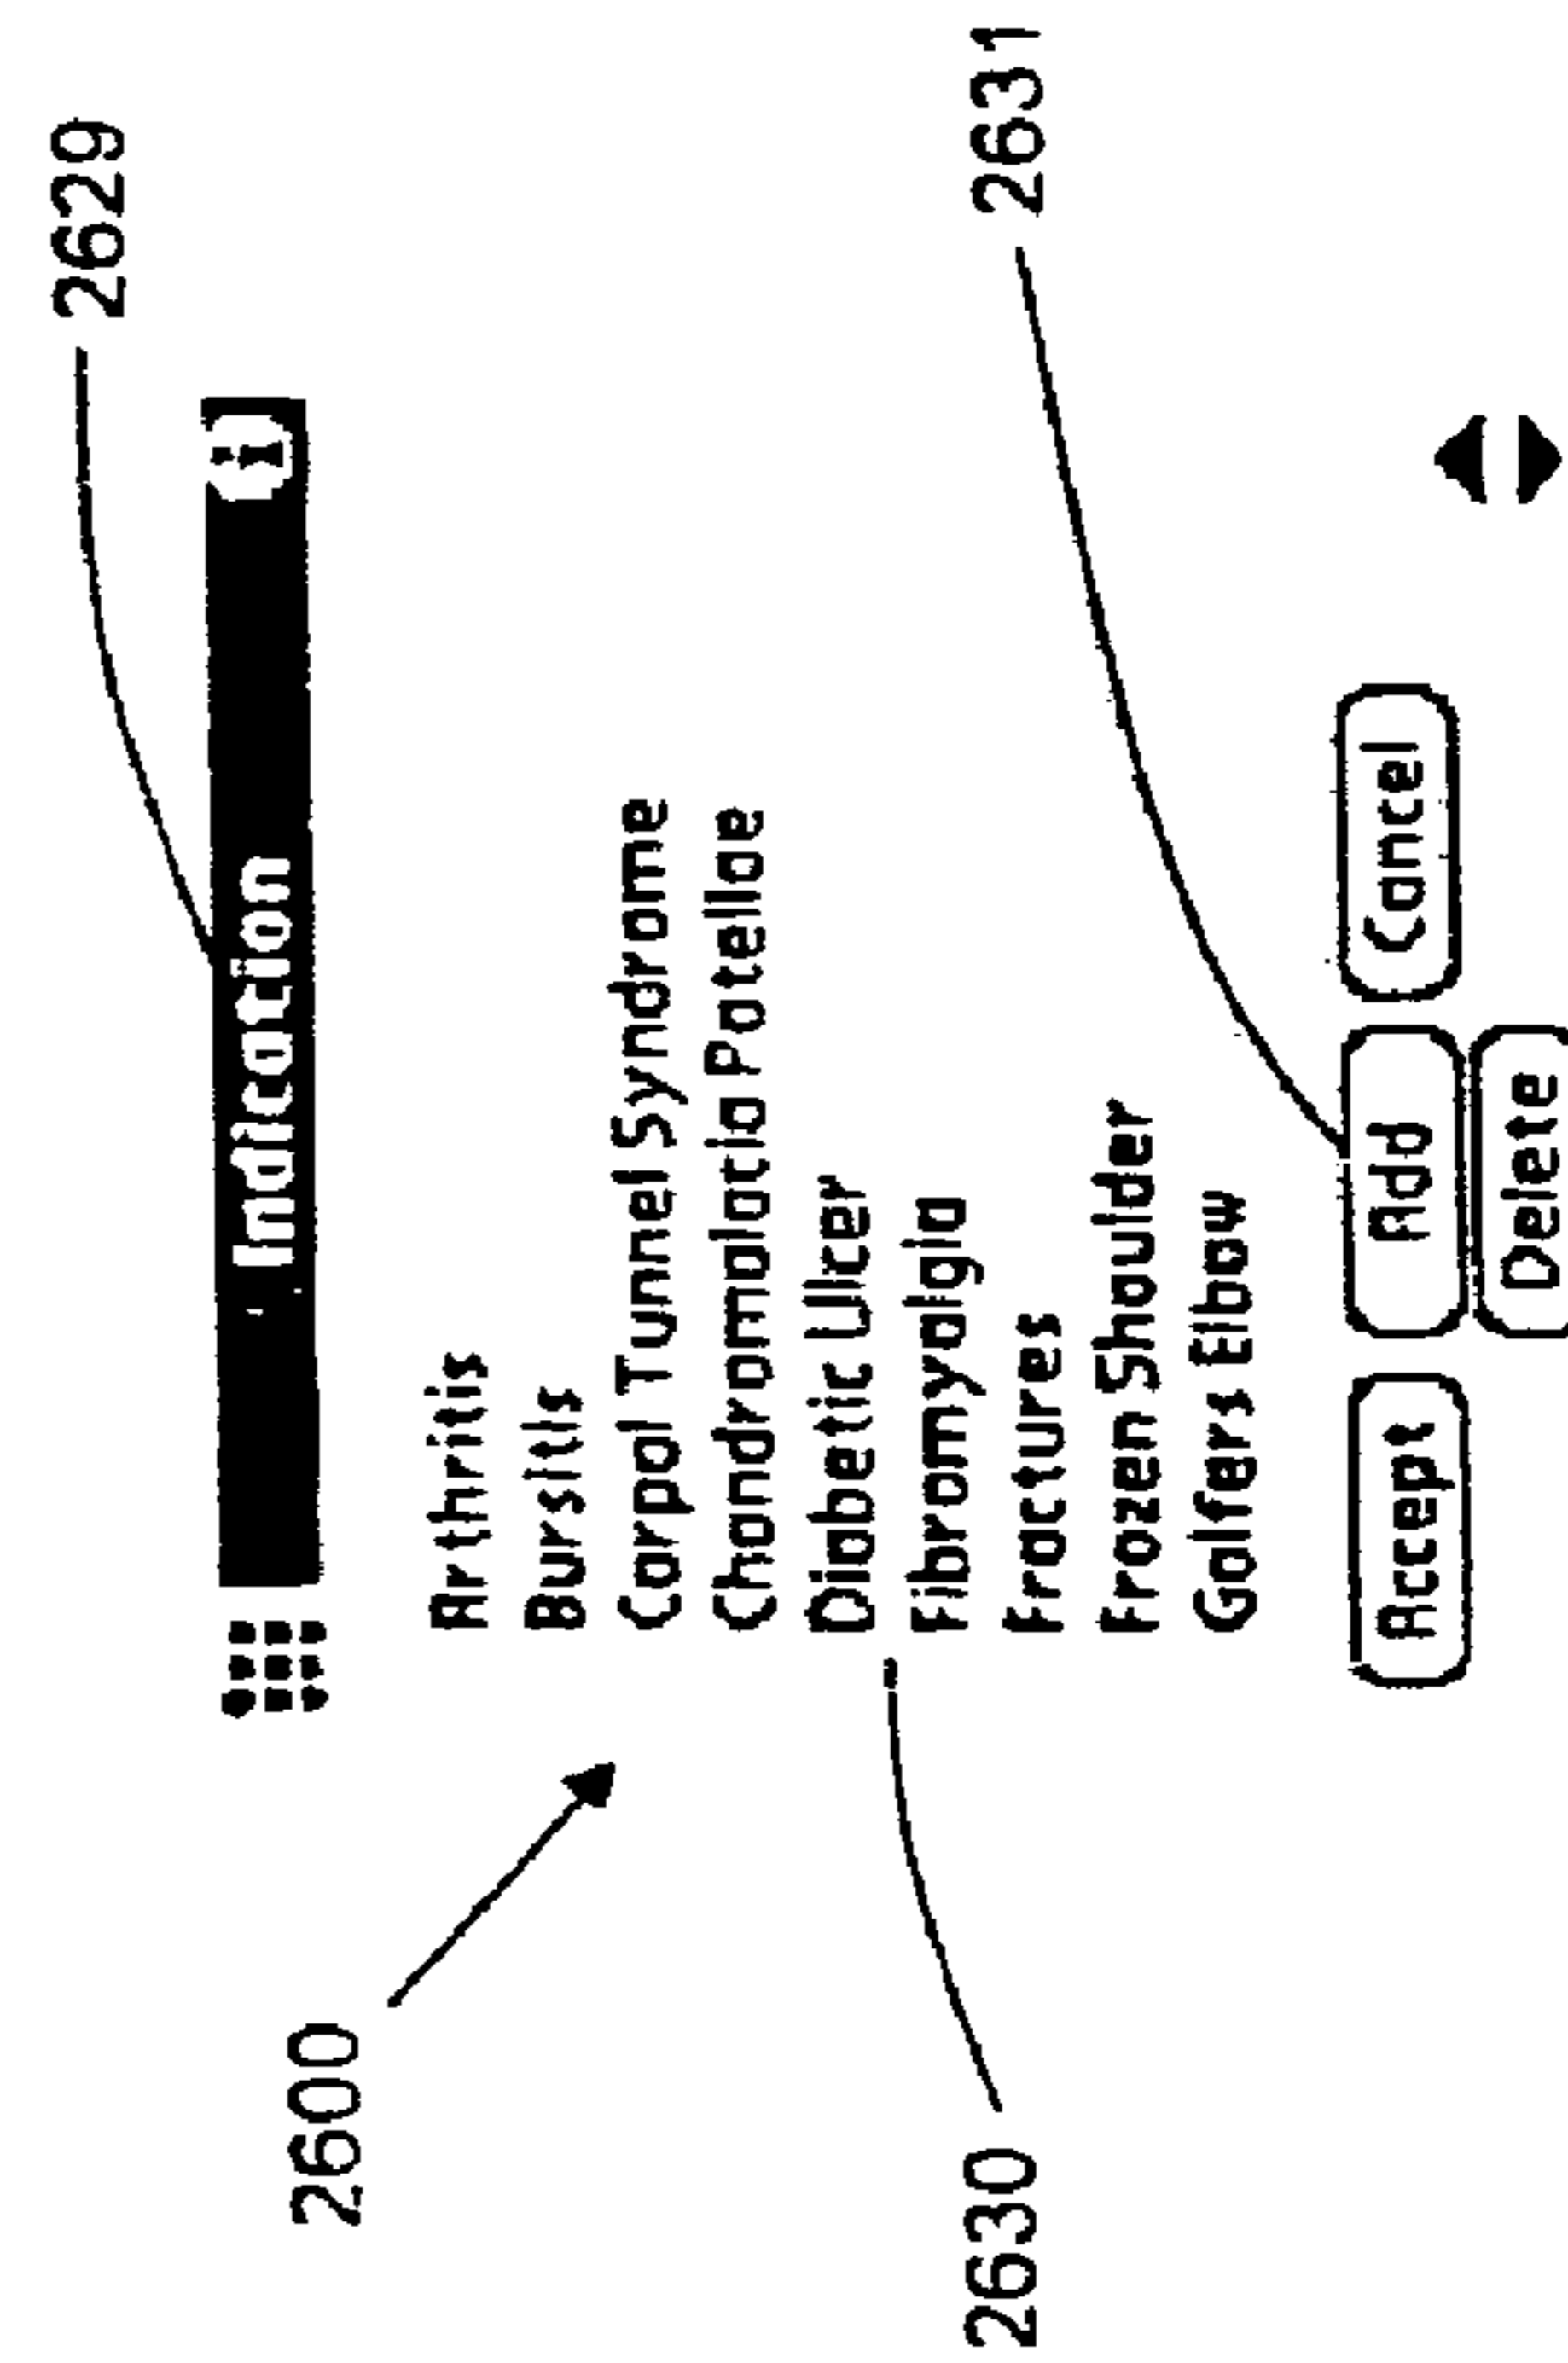 2629
Indication
i
2600
Arthritis
Bursitis
Carpal Tunnel Syndrome
Chondromalacia Patellae
Diabetic Ulcer
Fibromyalgia
Fractures
Frozen Shoulder
Golfers Elbow
2630
2631
Accept Add Cancel
Delete